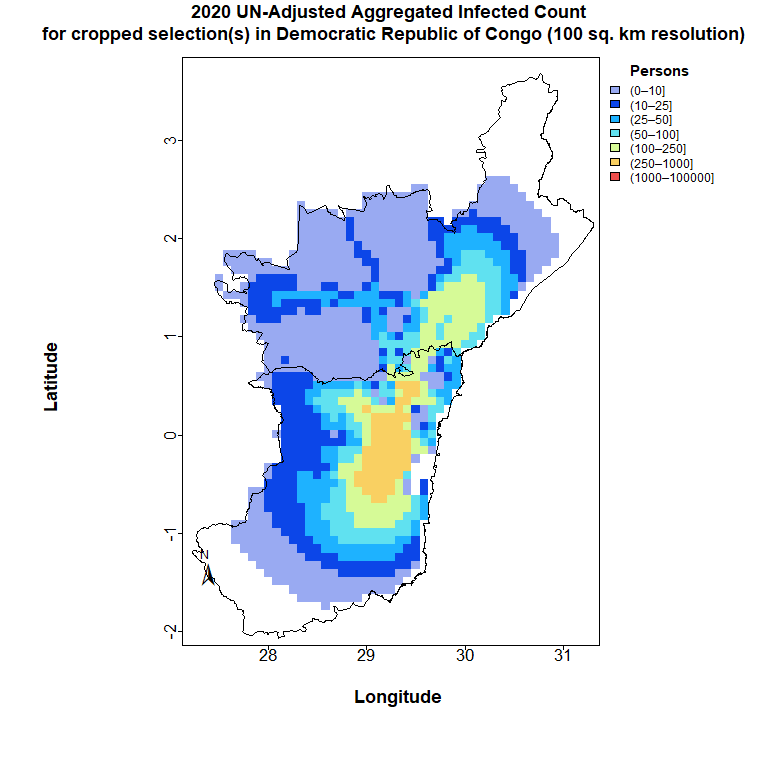 2020 UN-Adjusted Aggregated Infected Count
for cropped selection(s) in Democratic Republic of Congo (100 sq. km resolution)
Persons
(0–10]
(10–25]
(25–50]
(50–100]
(100–250]
(250–1000]
(1000–100000]
3
2
1
0
-1
-2
Latitude
N
28
29
30
31
Longitude